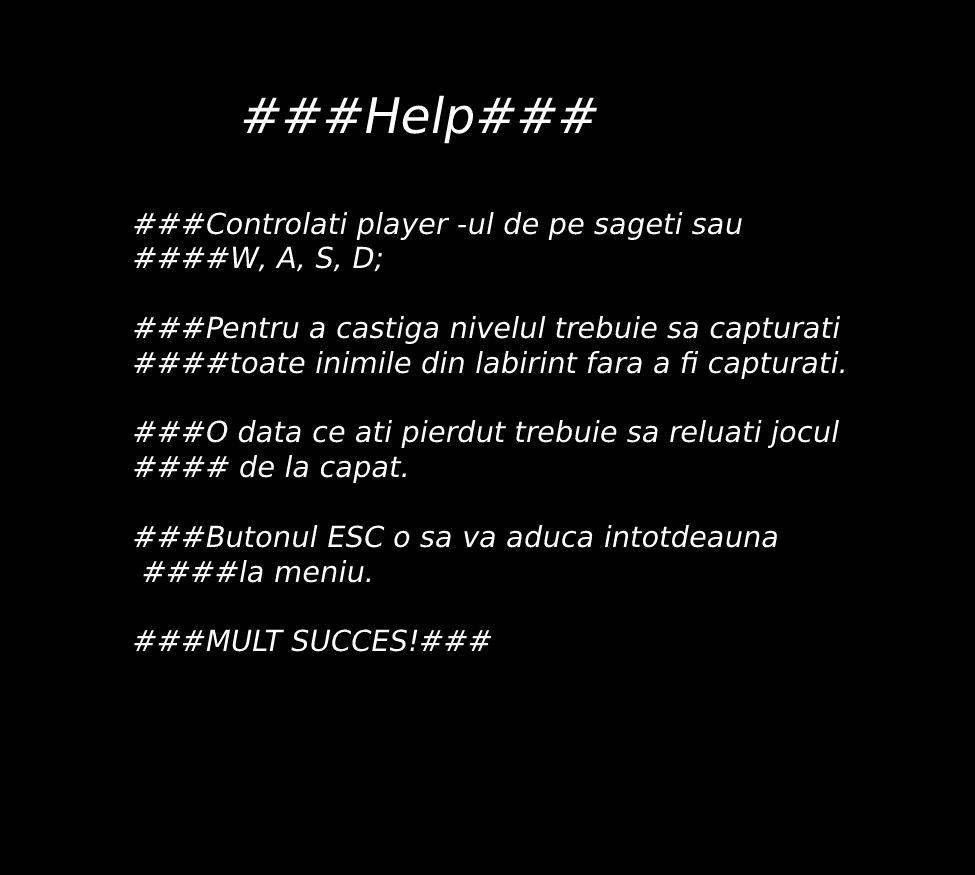 ###Help###
###Controlati player -ul de pe sageti sau
####W, A, S, D;
###Pentru a castiga nivelul trebuie sa capturati
####toate inimile din labirint fara a fi capturati.
###O data ce ati pierdut trebuie sa reluati jocul
#### de la capat.
###Butonul ESC o sa va aduca intotdeauna
####la meniu.
###MULT SUCCES!###